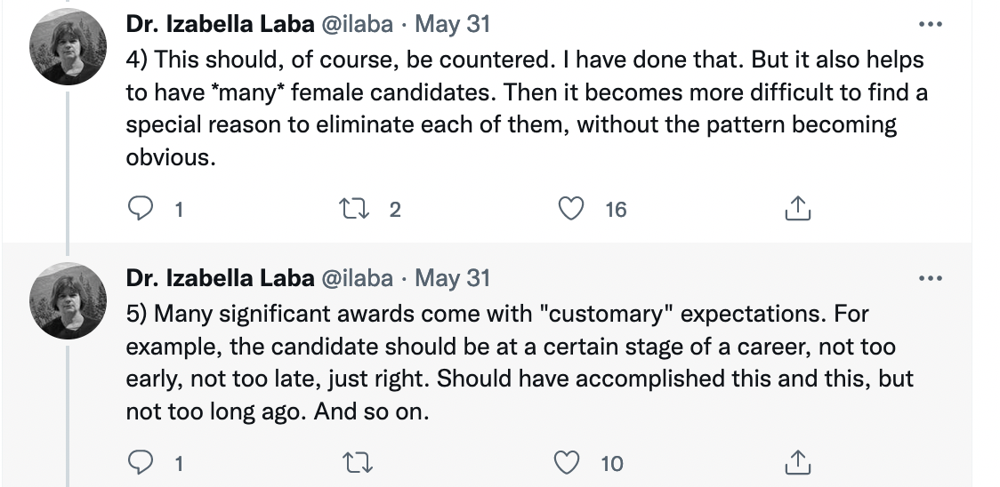 Dr. Izabella Laba @ilaba · May 31
4) This should, of course, be countered. I have done that. But it also helps
to have *many* female candidates. Then it becomes more difficult to find a
special reason to eliminate each of them, without the pattern becoming
obvious.
1 2 16
Dr. Izabella Laba @ilaba · May 31
5) Many significant awards come with "customary" expectations. For
example, the candidate should be at a certain stage of a career, not too
early, not too late, just right. Should have accomplished this and this, but
not too long ago. And so on.
1 10